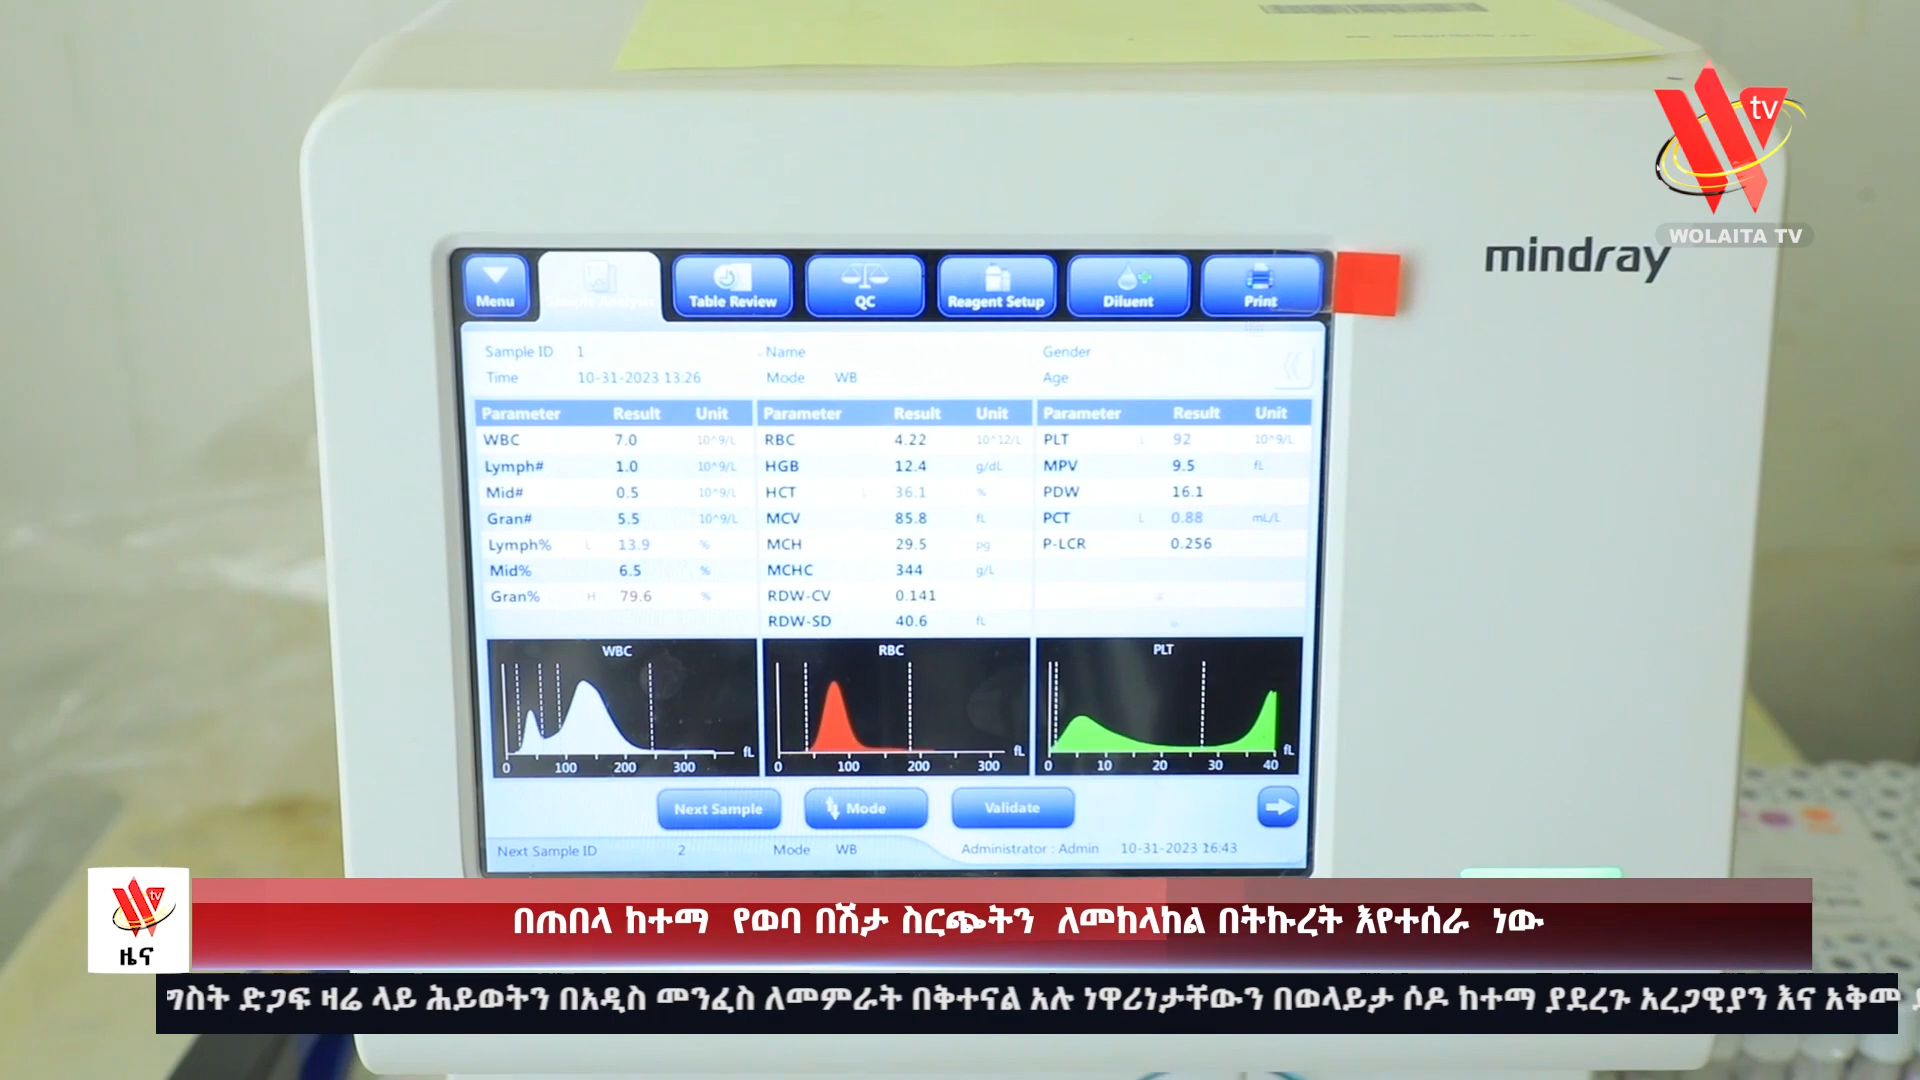 tv
WOLAITA TV
mindray
Menu
Sample Analysis
Table Review
QC
Reagent Setup
Diluent
Print
Sample ID 1 Name Gender
Time 10-31-2023 13:26 Mode WB Age
Parameter Result Unit Parameter Result Unit Parameter Result Unit
WBC 7.0 10^9/L RBC 4.22 10^12/L PLT L 92 10^9/L
Lymph# 1.0 10^9/L HGB 12.4 g/dL MPV 9.5 fL
Mid# 0.5 10^9/L HCT L 36.1 % PDW 16.1
Gran# 5.5 10^9/L MCV 85.8 fL PCT L 0.88 mL/L
Lymph% L 13.9 % MCH 29.5 pg P-LCR 0.256
Mid% 6.5 % MCHC 344 g/L
Gran% H 79.6 % RDW-CV 0.141
RDW-SD 40.6 fL
WBC RBC PLT
fL fL fL
0 100 200 300 0 100 200 300 0 10 20 30 40
Next Sample Mode Validate
Next Sample ID 2 Mode WB Administrator : Admin 10-31-2023 16:43
tv
ዜና
በጠበላ ከተማ የወባ በሽታ ስርጭትን ለመከላከል በትኩረት እየተሰራ ነው
ግስት ድጋፍ ዛሬ ላይ ሕይወትን በአዲስ መንፈስ ለመምራት በቅተናል አሉ ነዋሪነታቸውን በወላይታ ሶዶ ከተማ ያደረጉ አረጋዊያን እና አቅመ